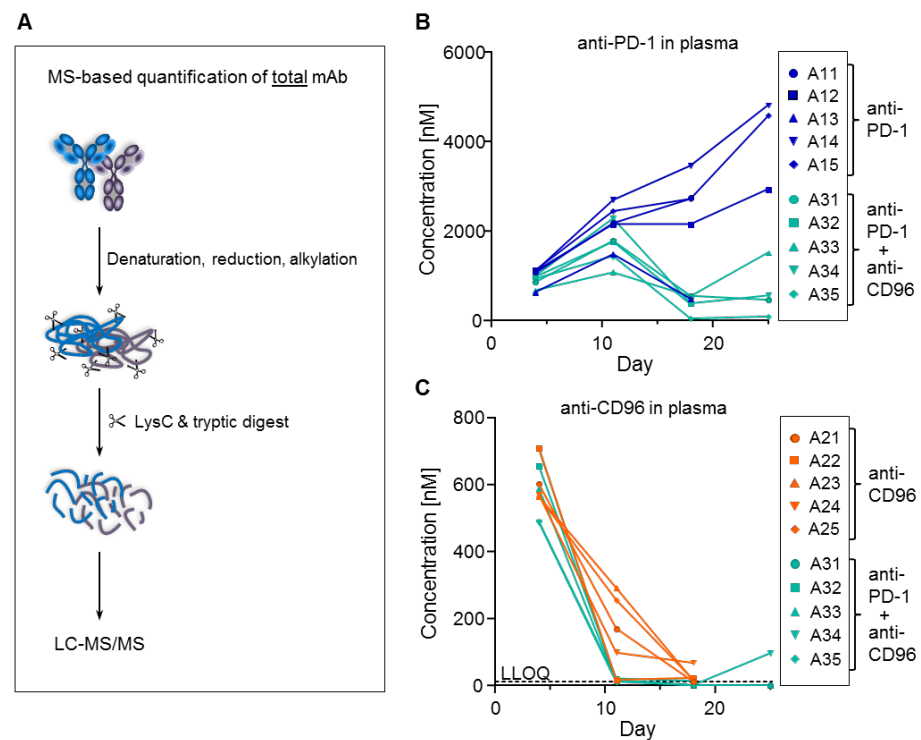 A
MS-based quantification of total mAb
Denaturation, reduction, alkylation
LysC & tryptic digest
LC-MS/MS
B
anti-PD-1 in plasma
Concentration [nM]
6000
4000
2000
0
0
10
20
Day
A11
A12
A13
A14
A15
anti-
PD-1
A31
A32
A33
A34
A35
anti-
PD-1
+
anti-
CD96
C
anti-CD96 in plasma
Concentration [nM]
800
600
400
200
0
LLOQ
0
10
20
Day
A21
A22
A23
A24
A25
anti-
CD96
A31
A32
A33
A34
A35
anti-
PD-1
+
anti-
CD96